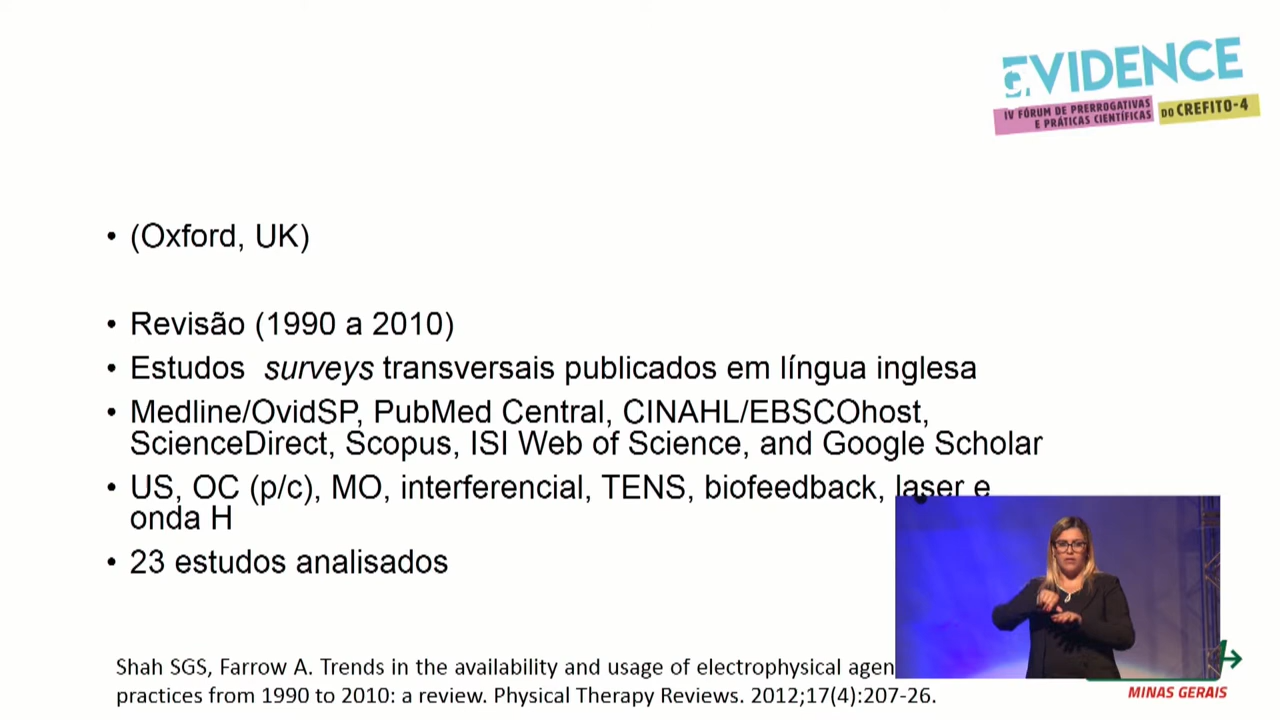 EVIDENCE
IV FÓRUM DE PRERROGATIVAS
E PRÁTICAS CIENTÍFICAS
DO CREFITO-4
• (Oxford, UK)
• Revisão (1990 a 2010)
• Estudos surveys transversais publicados em língua inglesa
• Medline/OvidSP, PubMed Central, CINAHL/EBSCOhost,
ScienceDirect, Scopus, ISI Web of Science, and Google Scholar
• US, OC (p/c), MO, interferencial, TENS, biofeedback, laser e
onda H
• 23 estudos analisados
Shah SGS, Farrow A. Trends in the availability and usage of electrophysical agen
practices from 1990 to 2010: a review. Physical Therapy Reviews. 2012;17(4):207-26.
MINAS GERAIS